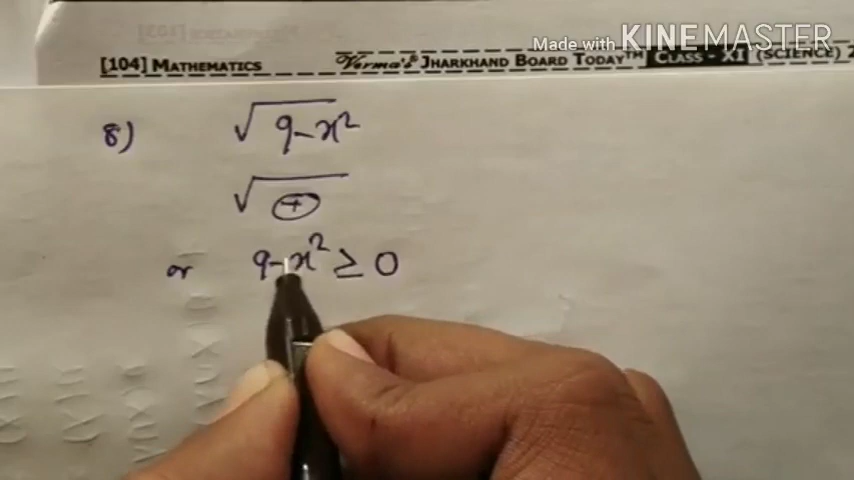 Made with KINEMASTER
[104] MATHEMATICS Verma's JHARKHAND BOARD TODAY™ CLASS - XI (SCIENCE) 2
8) √9-x²
√(+)
or 9-x² ≥ 0